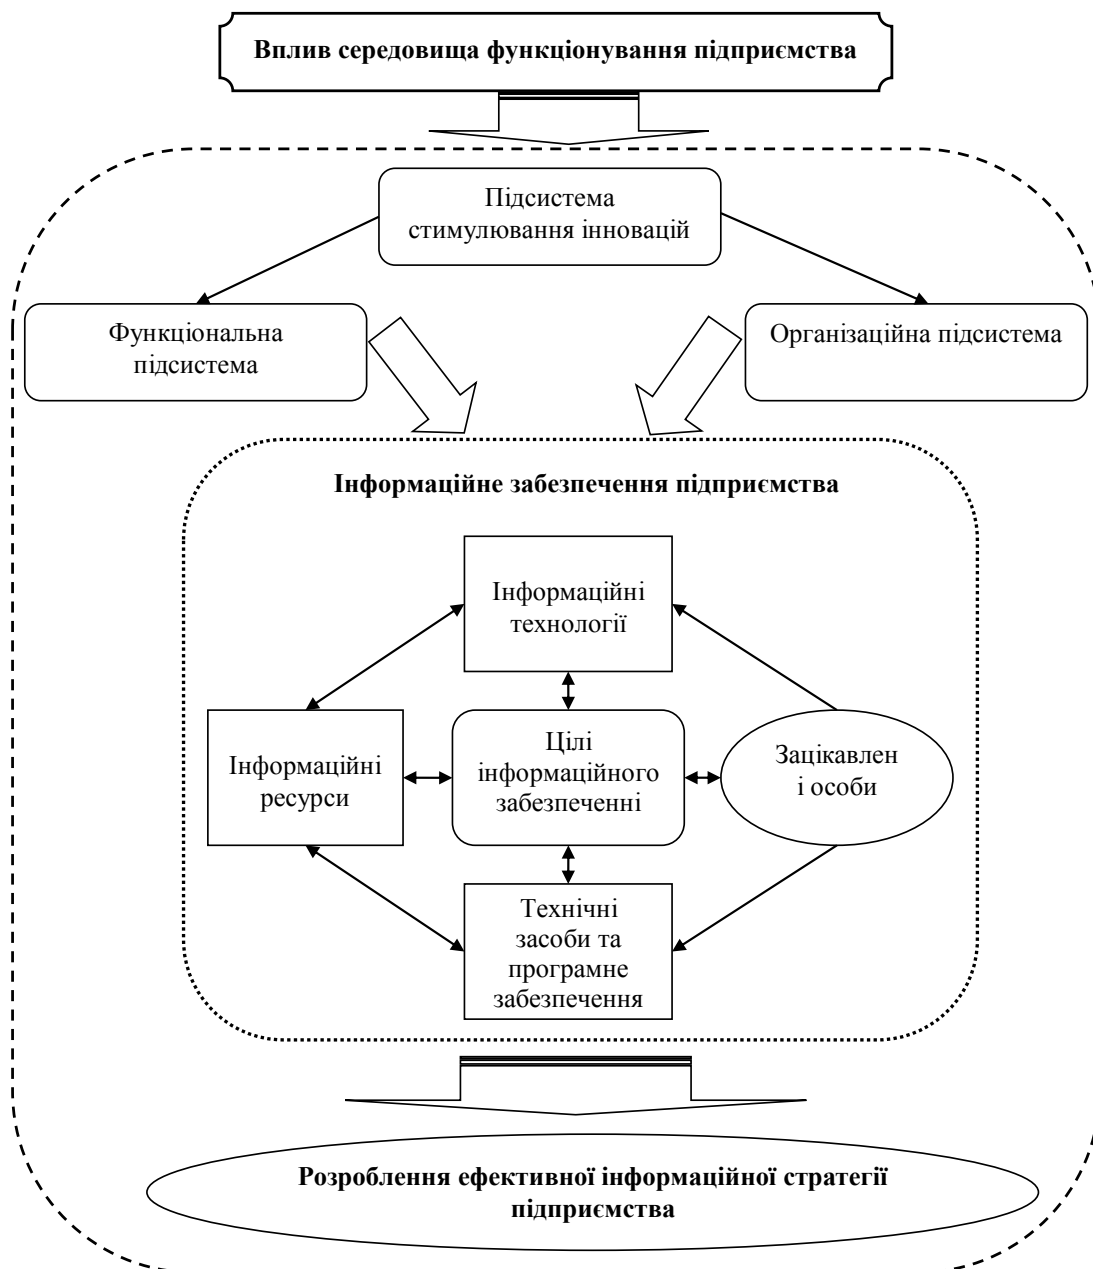 Вплив середовища функціонування підприємства
Підсистема
стимулювання інновацій
Функціональна
підсистема
Організаційна підсистема
Інформаційне забезпечення підприємства
Інформаційні
технології
Інформаційні
ресурси
Цілі
інформаційного
забезпеченні
Зацікавлен
і особи
Технічні
засоби та
програмне
забезпечення
Розроблення ефективної інформаційної стратегії
підприємства